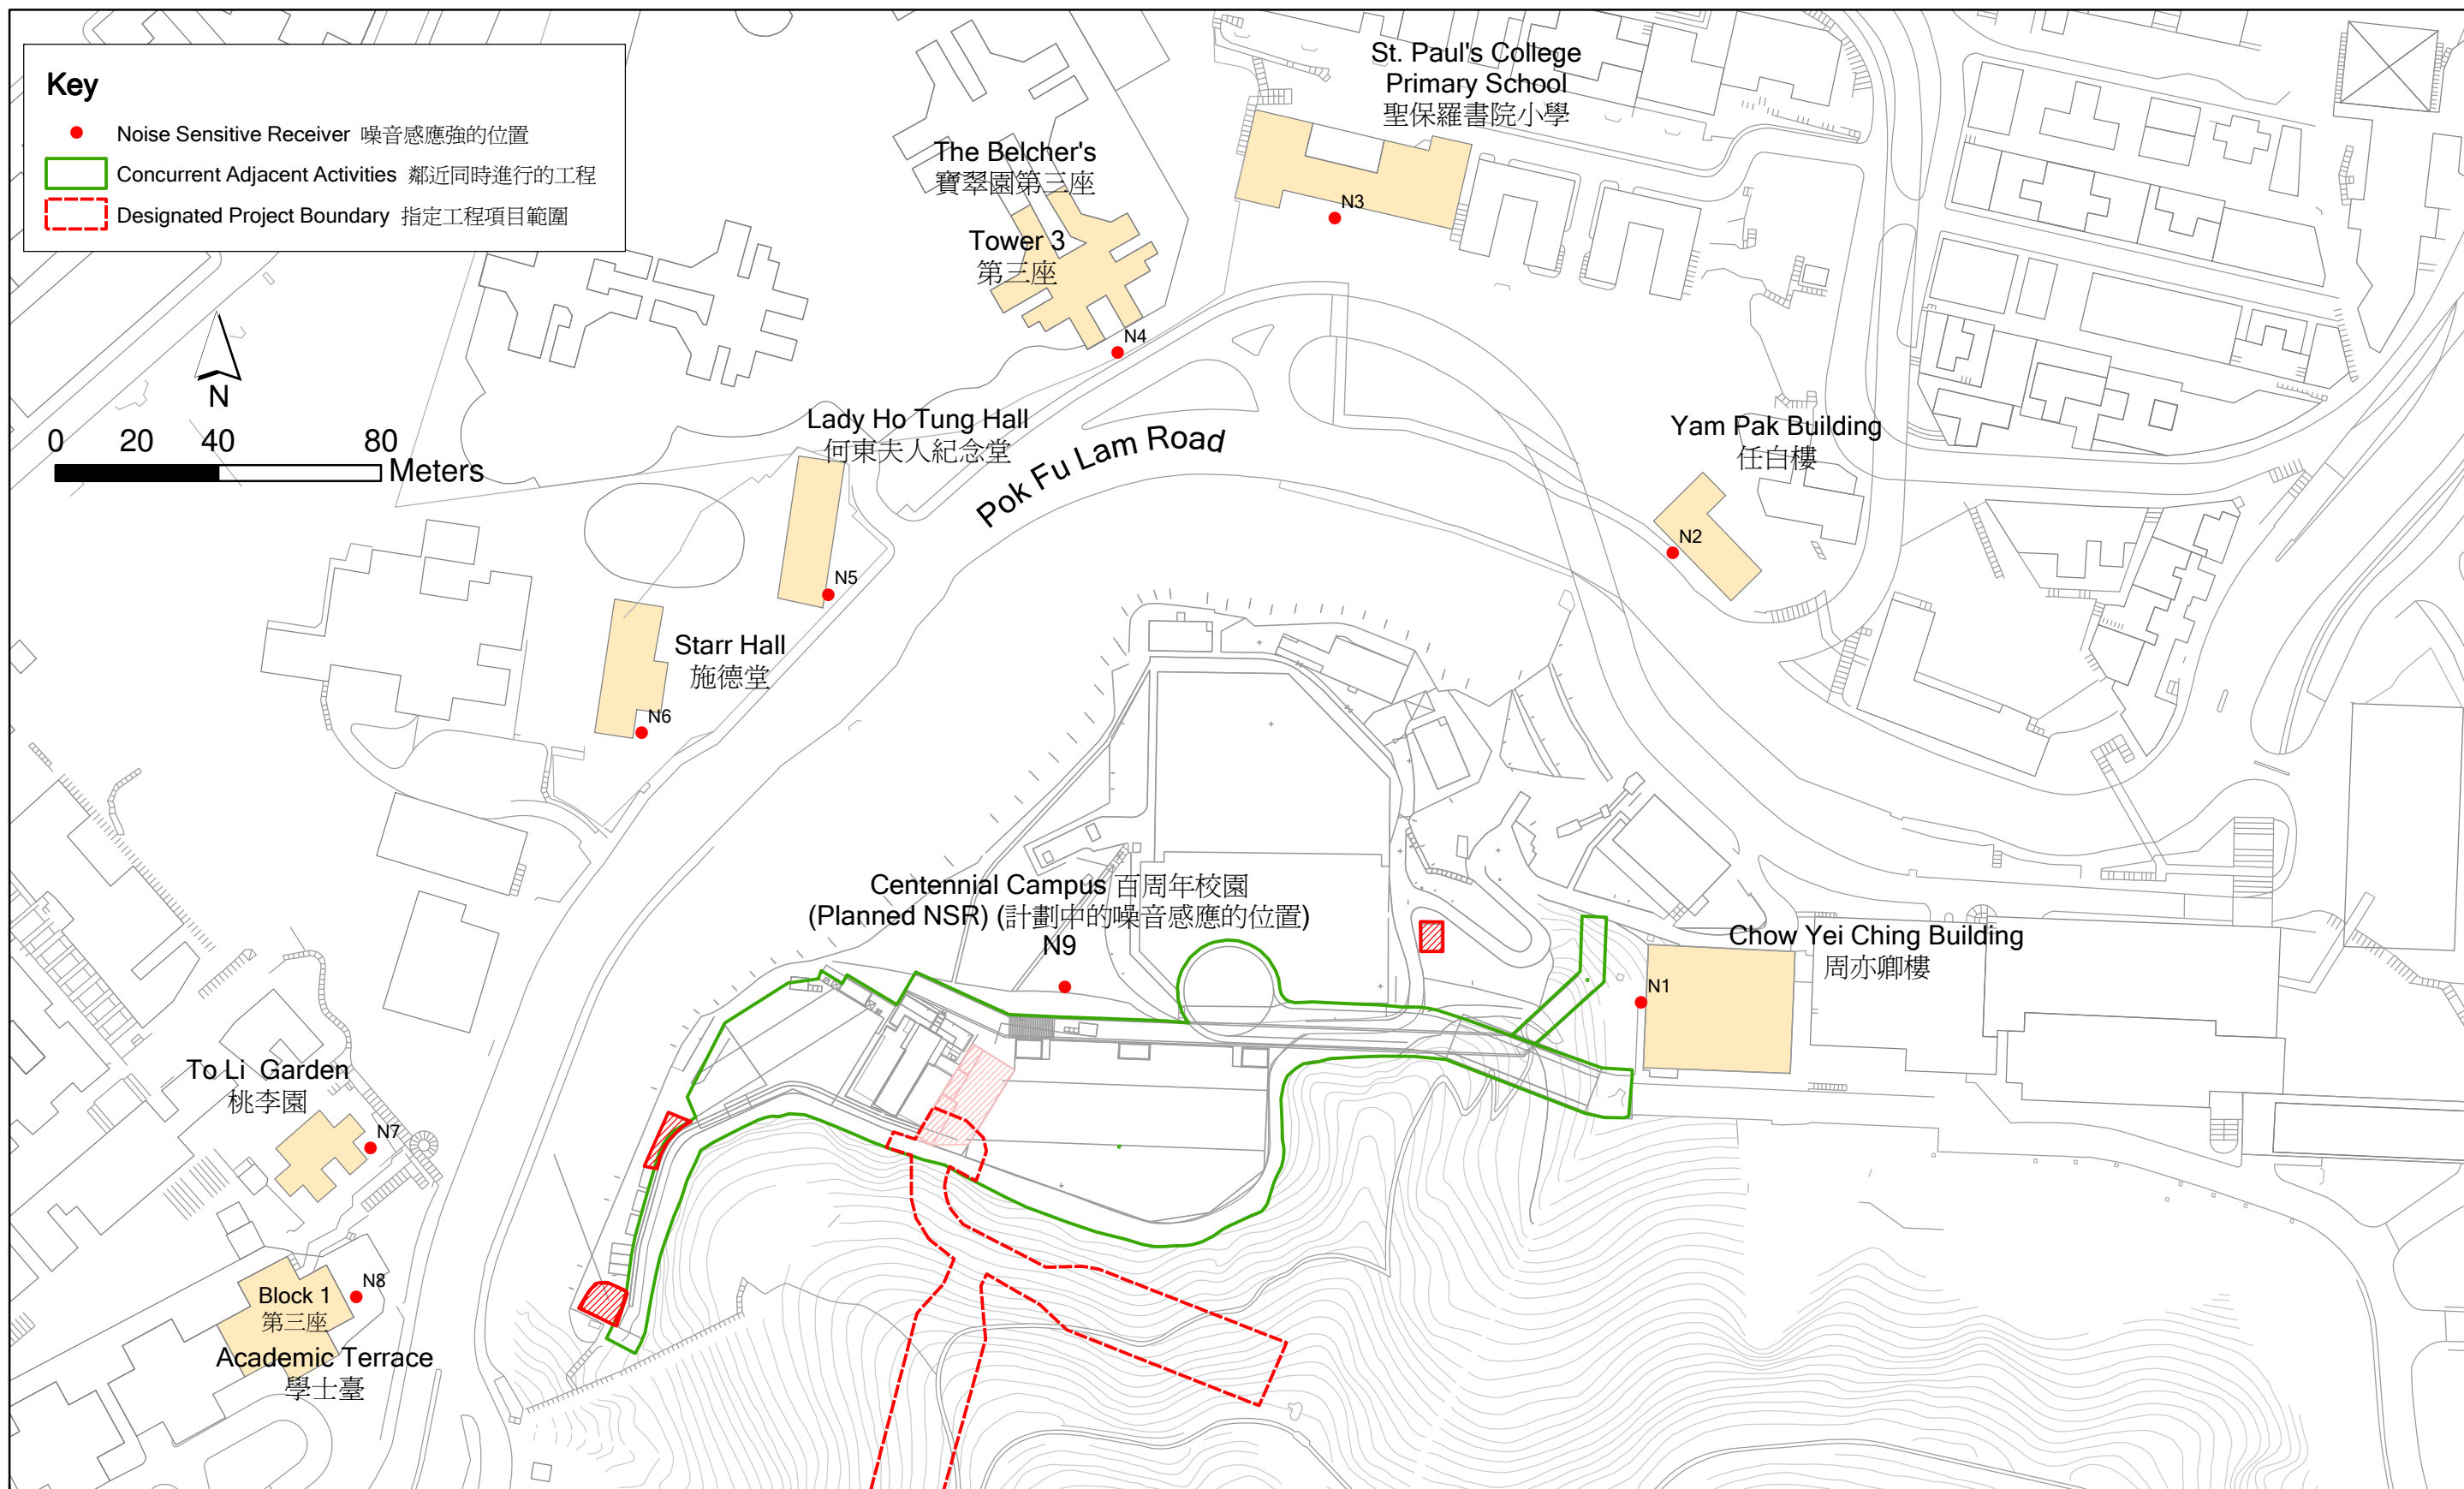 Key
Noise Sensitive Receiver 噪音感應強的位置
Concurrent Adjacent Activities 鄰近同時進行的工程
Designated Project Boundary 指定工程項目範圍
N
0 20 40 80
Meters
St. Paul's College
Primary School
聖保羅書院小學
N3
The Belcher's
寶翠園第三座
Tower 3
第三座
N4
Lady Ho Tung Hall
何東夫人紀念堂
N5
Pok Fu Lam Road
Yam Pak Building
任白樓
N2
Starr Hall
施德堂
N6
Centennial Campus 百周年校園
(Planned NSR) (計劃中的噪音感應的位置)
N9
Chow Yei Ching Building
周亦卿樓
N1
To Li Garden
桃李園
N7
N8
Block 1
第三座
Academic Terrace
學士臺